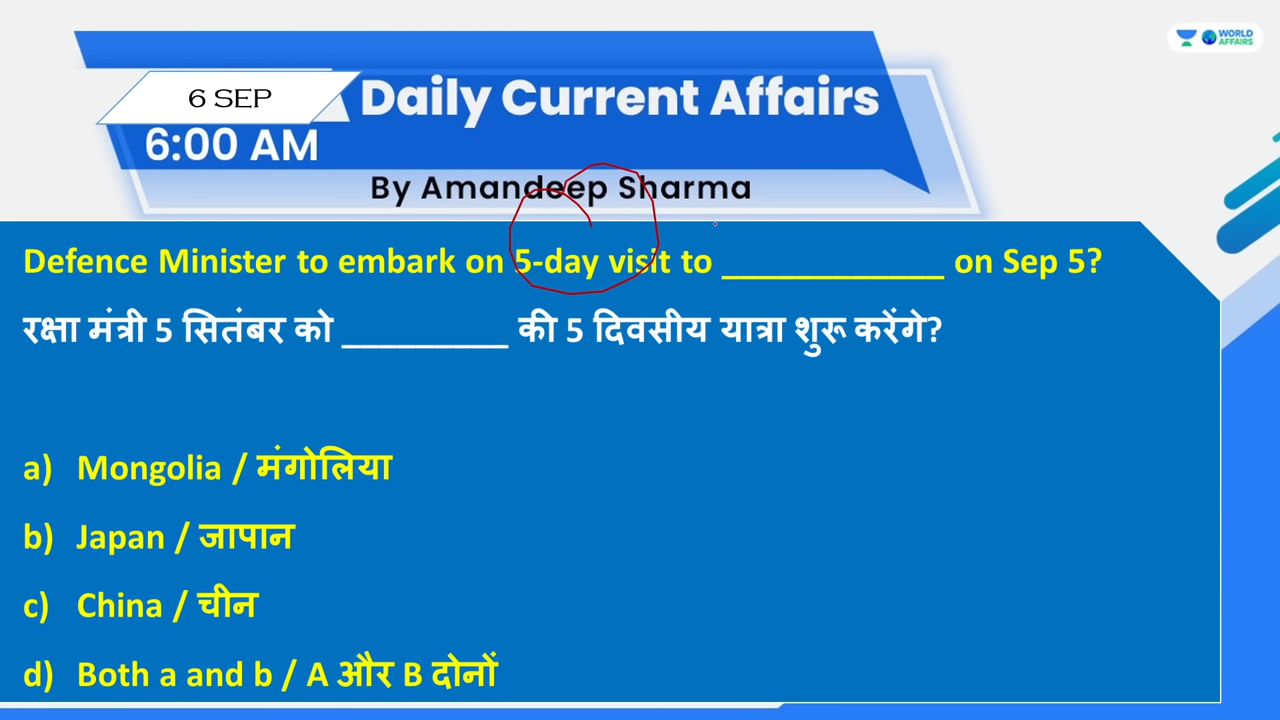 WORLD
AFFAIRS
6 SEP
Daily Current Affairs
6:00 AM
By Amandeep Sharma
Defence Minister to embark on 5-day visit to _____________ on Sep 5?
रक्षा मंत्री 5 सितंबर को _________ की 5 दिवसीय यात्रा शुरू करेंगे?
a) Mongolia / मंगोलिया
b) Japan / जापान
c) China / चीन
d) Both a and b / A और B दोनों